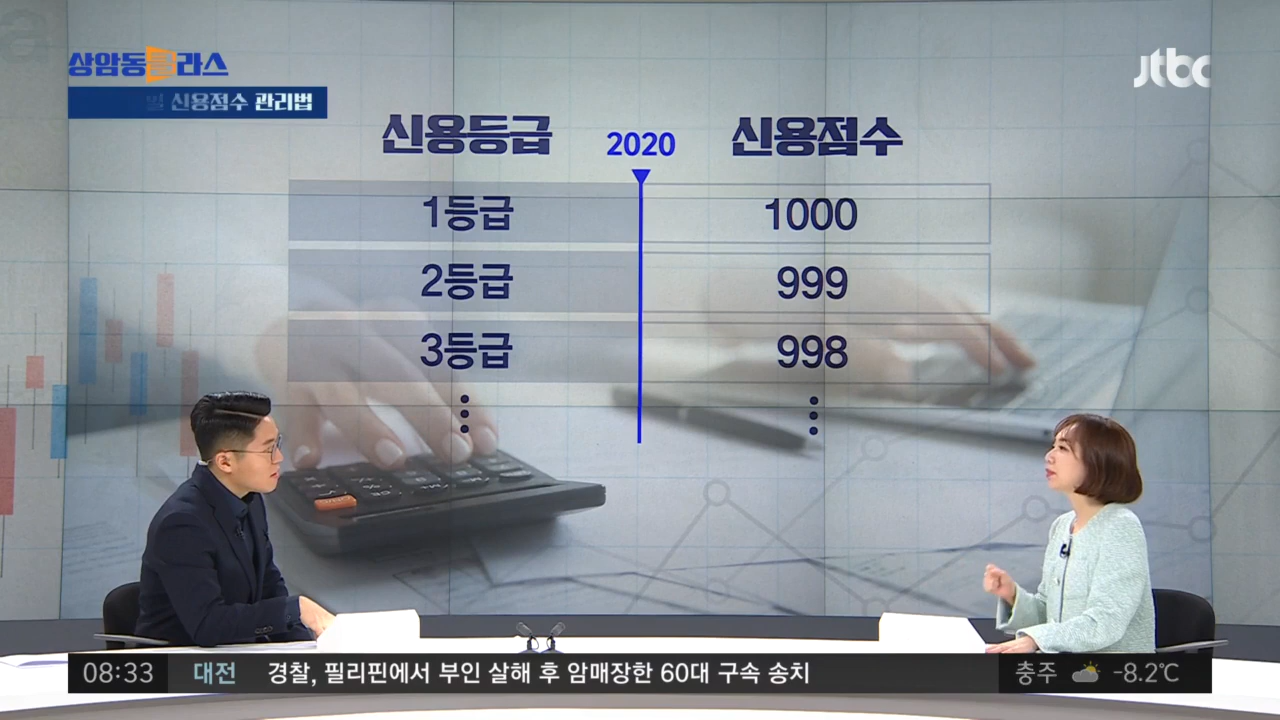 상암동클라스
jtbc
신용점수 관리법
신용등급 2020 신용점수
1등급 1000
2등급 999
3등급 998
08:33 대전 경찰, 필리핀에서 부인 살해 후 암매장한 60대 구속 송치 충주 -8.2℃